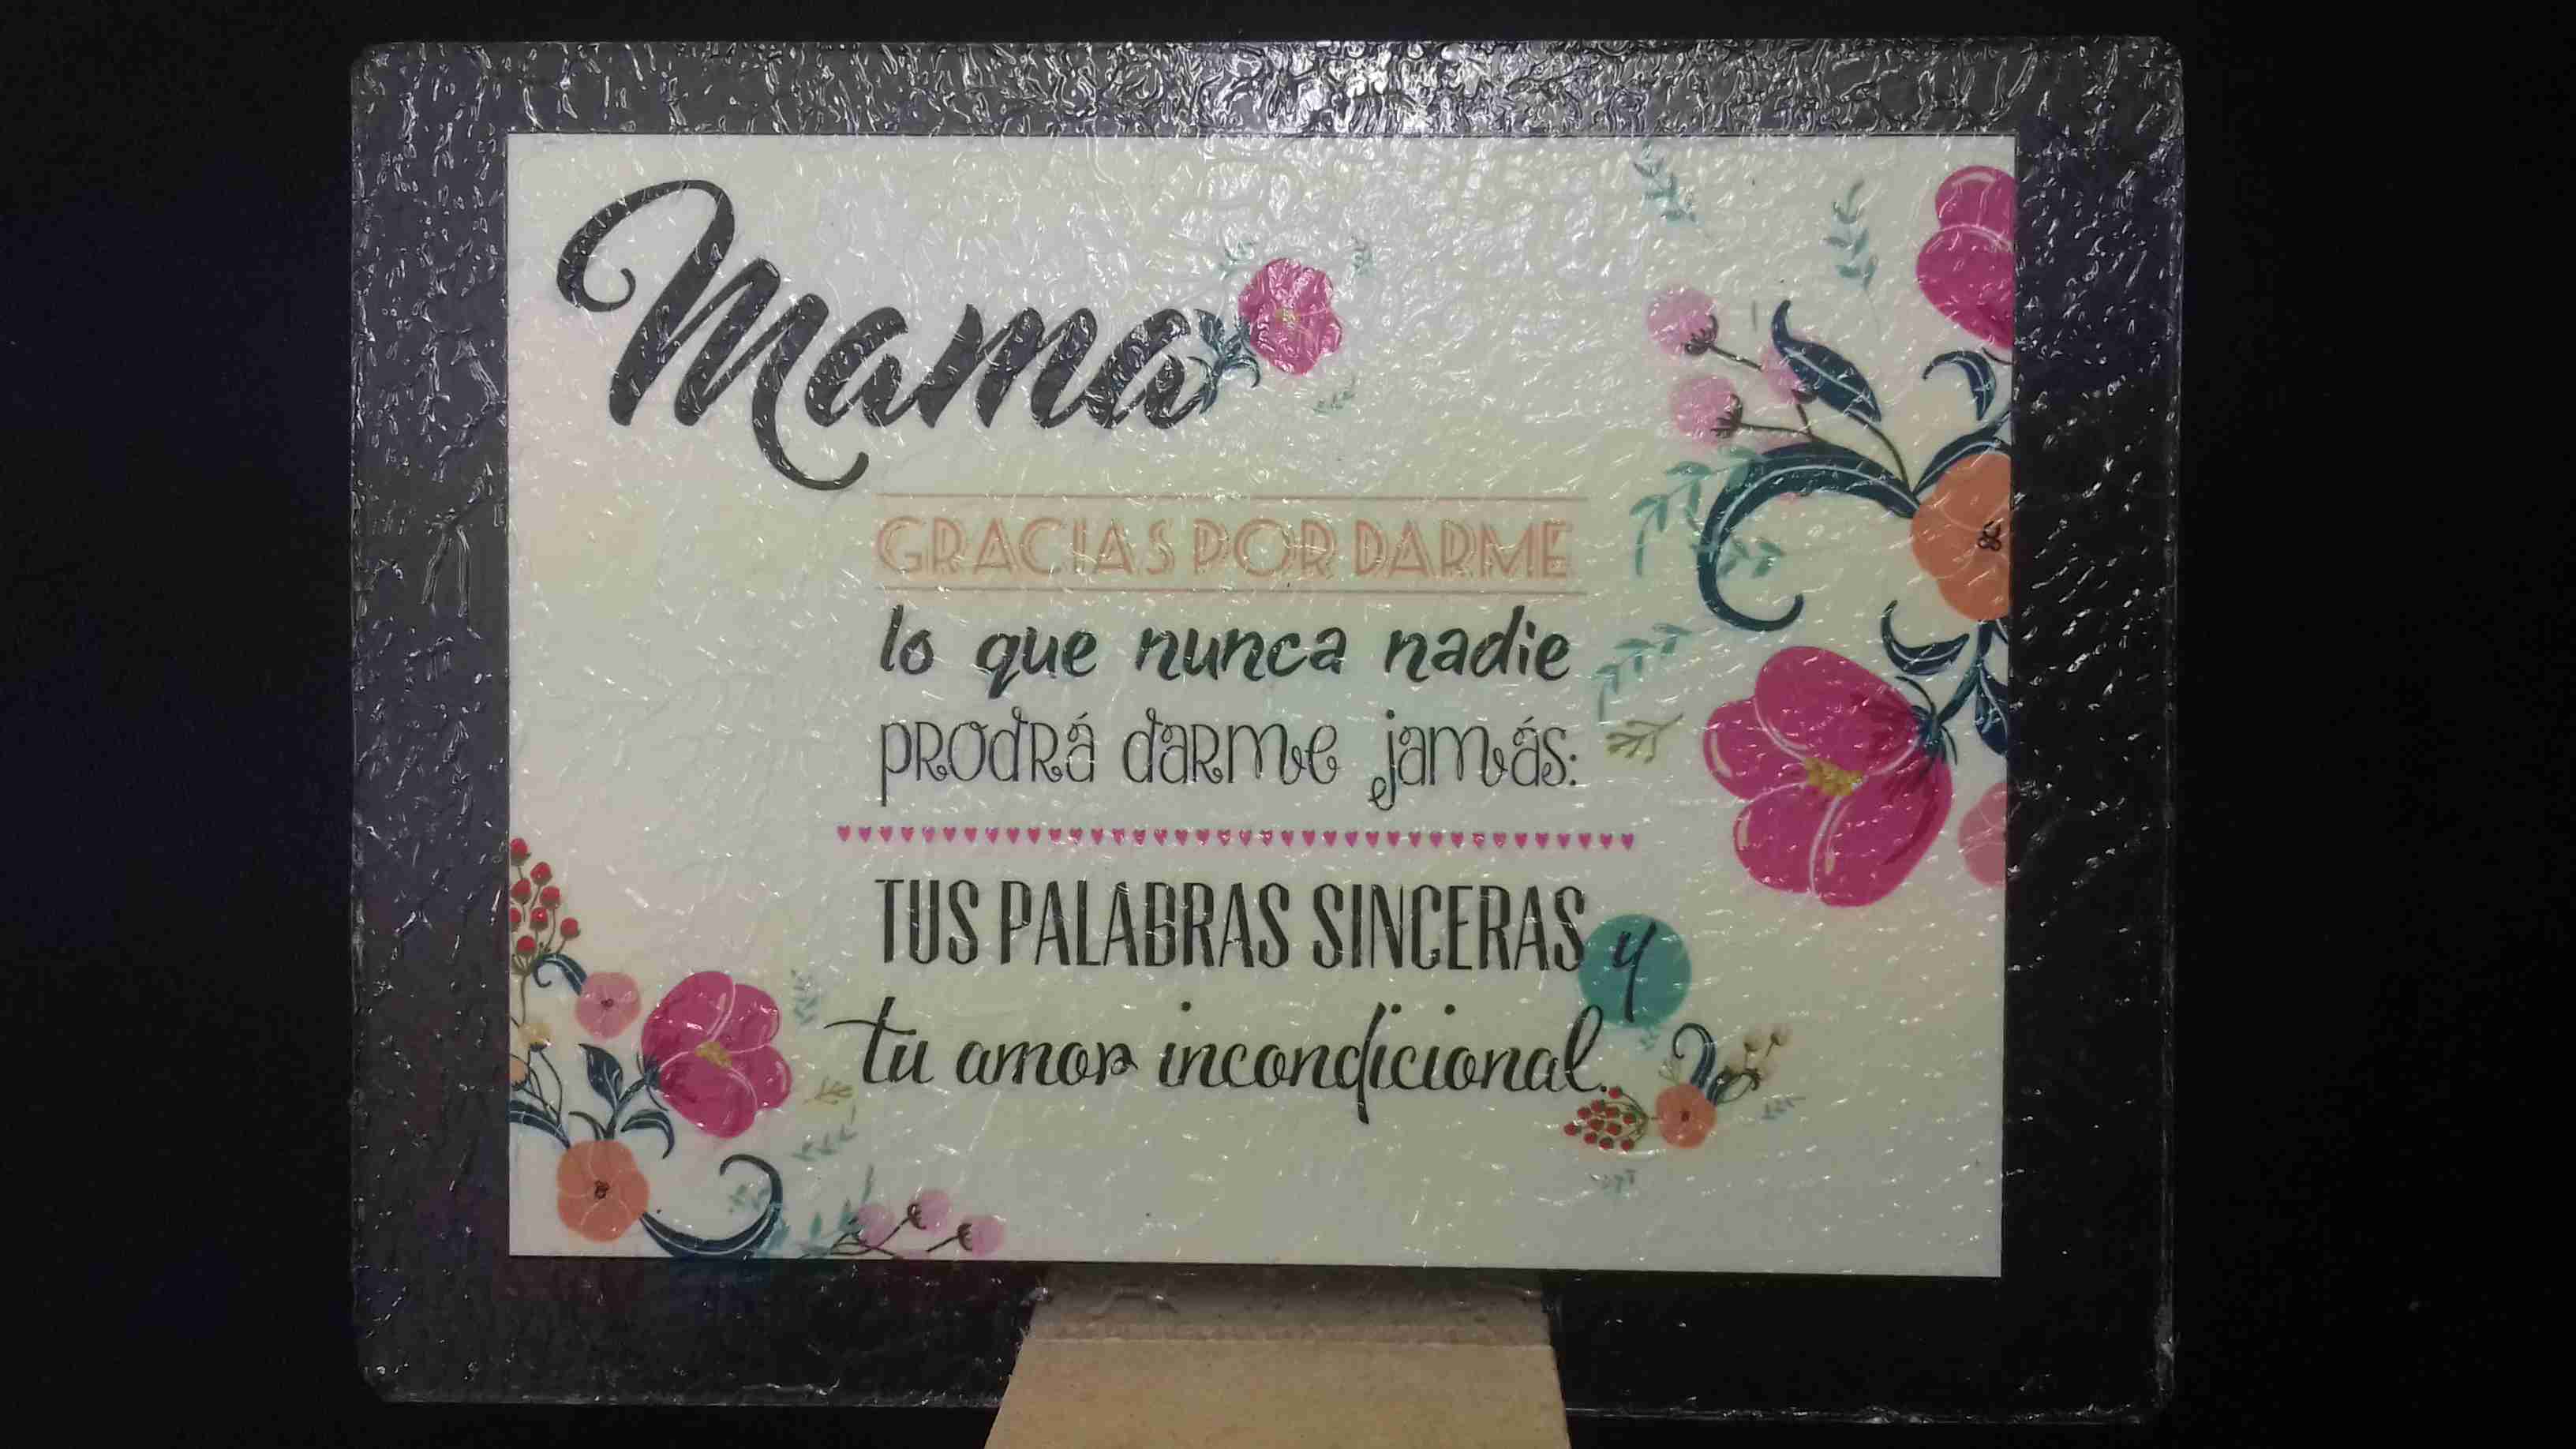 Mama
GRACIAS POR DARME
lo que nunca nadie
prodrá darme jamás:
TUS PALABRAS SINCERAS y
tu amor incondicional.